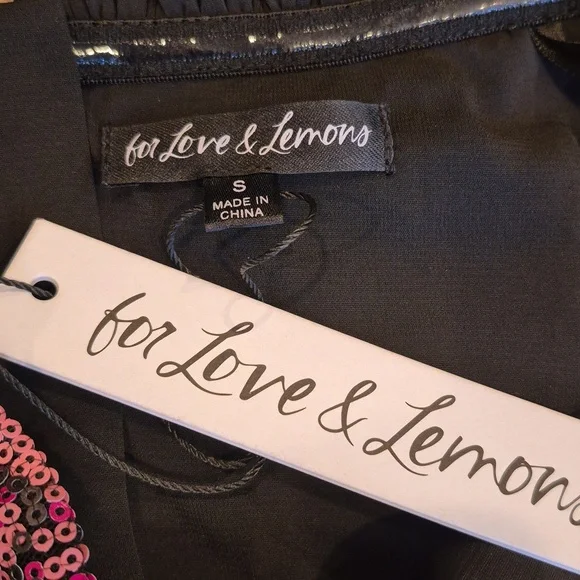 for Love & Lemons
S
MADE IN
CHINA
for Love & Lemons